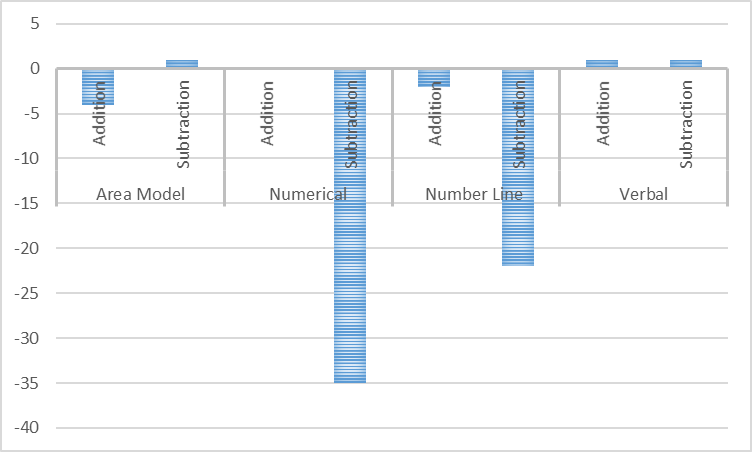 5
0
-5
-10
-15
-20
-25
-30
-35
-40
Addition
Subtraction
Addition
Subtraction
Addition
Subtraction
Addition
Subtraction
Area Model
Numerical
Number Line
Verbal